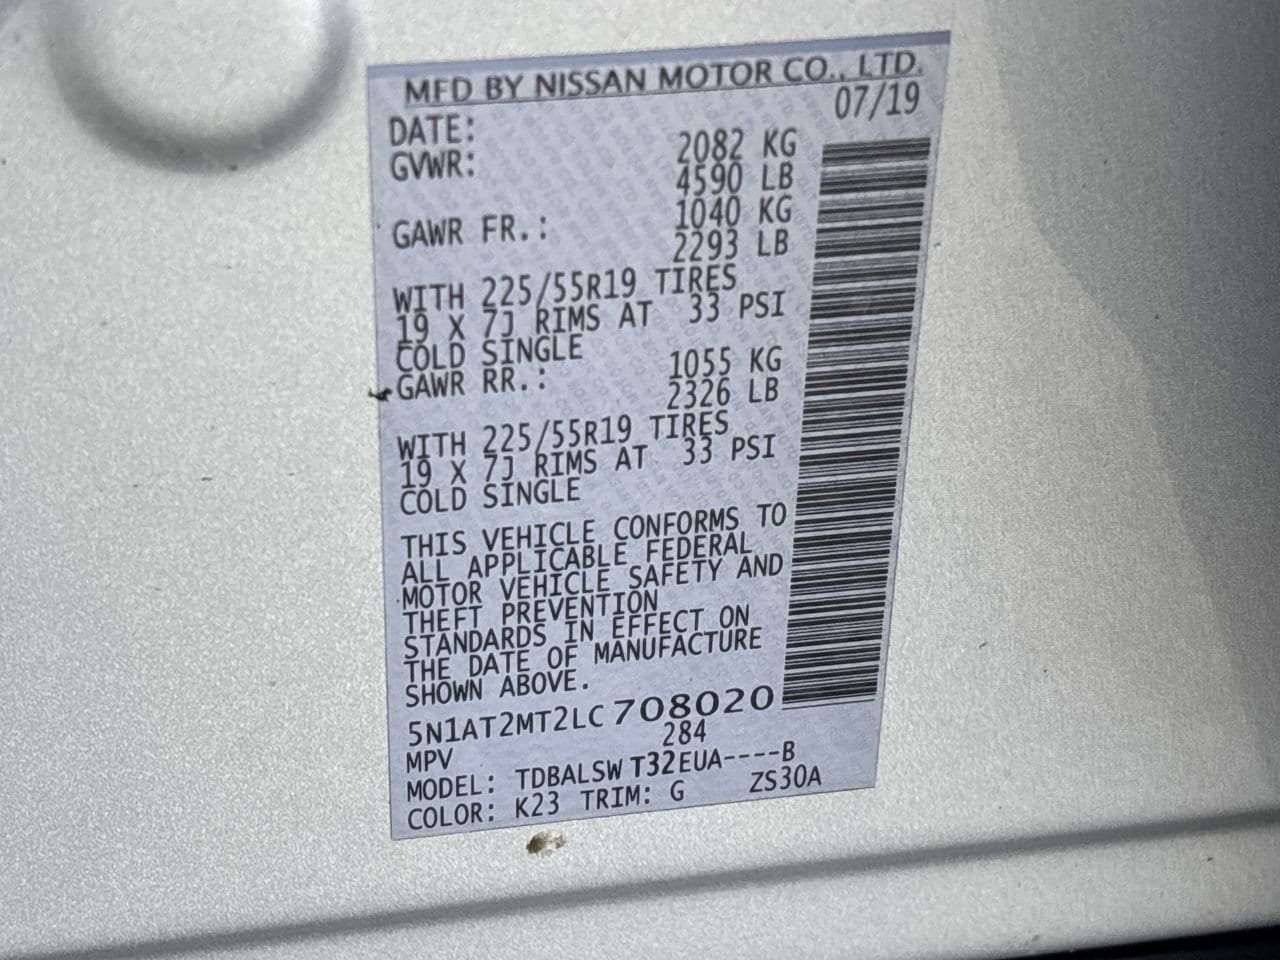 MFD BY NISSAN MOTOR CO., LTD.
DATE: 07/19
GVWR: 2082 KG
4590 LB
GAWR FR.: 1040 KG
2293 LB
WITH 225/55R19 TIRES
19 X 7J RIMS AT 33 PSI
COLD SINGLE
GAWR RR.: 1055 KG
2326 LB
WITH 225/55R19 TIRES
19 X 7J RIMS AT 33 PSI
COLD SINGLE
THIS VEHICLE CONFORMS TO
ALL APPLICABLE FEDERAL
MOTOR VEHICLE SAFETY AND
THEFT PREVENTION
STANDARDS IN EFFECT ON
THE DATE OF MANUFACTURE
SHOWN ABOVE.
5N1AT2MT2LC708020
MPV 284
MODEL: TDBALSW T32EUA----B
COLOR: K23 TRIM: G ZS30A